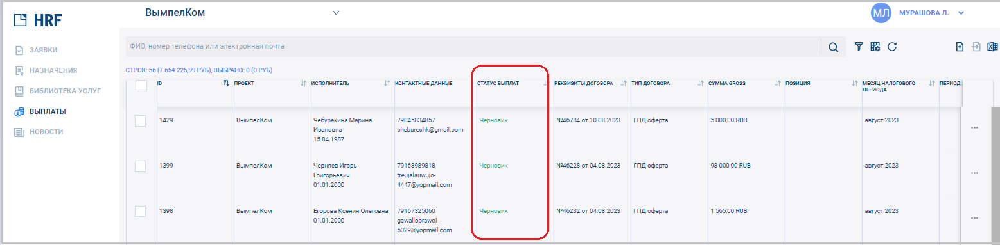 HRF
ВымпелКом
МЛ МУРАШОВА Л.
ЗАЯВКИ
НАЗНАЧЕНИЯ
БИБЛИОТЕКА УСЛУГ
ВЫПЛАТЫ
НОВОСТИ
ФИО, номер телефона или электронная почта
СТРОК: 56 (7 654 226,99 РУБ), ВЫБРАНО: 0 (0 РУБ)
ID ПРОЕКТ ИСПОЛНИТЕЛЬ КОНТАКТНЫЕ ДАННЫЕ СТАТУС ВЫПЛАТ РЕКВИЗИТЫ ДОГОВОРА ТИП ДОГОВОРА СУММА GROSS ПОЗИЦИЯ МЕСЯЦ НАЛОГОВОГО ПЕРИОД
ПЕРИОДА
1429 ВымпелКом Чебурекина Марина 79045834857 Черновик №46784 от 10.08.2023 ГПД оферта 5 000,00 RUB август 2023
Ивановна chebureshk@gmail.com
15.04.1987
1399 ВымпелКом Черняев Игорь 79168989818 Черновик №46228 от 04.08.2023 ГПД оферта 98 000,00 RUB август 2023
Григорьевич treujalauwujo-
01.01.2000 4447@yopmail.com
1398 ВымпелКом Егорова Ксения Олеговна 79167325060 Черновик №46232 от 04.08.2023 ГПД оферта 1 565,00 RUB август 2023
01.01.2000 gawallobrawoi-
5029@yopmail.com